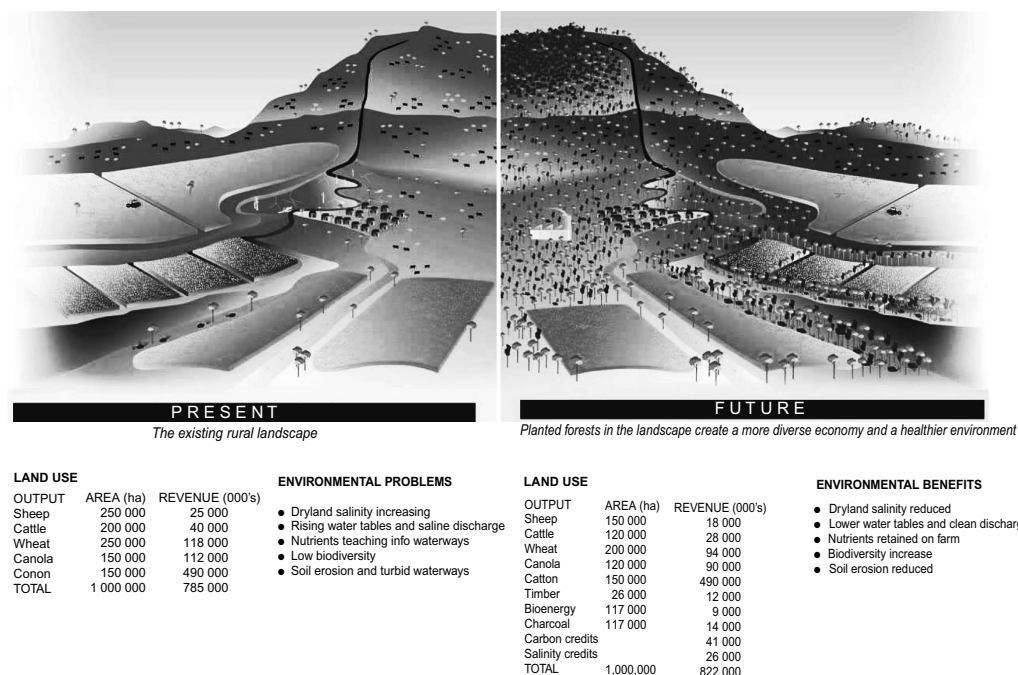 PRESENT
The existing rural landscape
FUTURE
Planted forests in the landscape create a more diverse economy and a healthier environment
LAND USE
OUTPUT AREA (ha) REVENUE (000's)
Sheep 250 000 25 000
Cattle 200 000 40 000
Wheat 250 000 118 000
Canola 150 000 112 000
Conon 150 000 490 000
TOTAL 1 000 000 785 000
ENVIRONMENTAL PROBLEMS
● Dryland salinity increasing
● Rising water tables and saline discharge
● Nutrients teaching info waterways
● Low biodiversity
● Soil erosion and turbid waterways
LAND USE
OUTPUT AREA (ha) REVENUE (000's)
Sheep 150 000 18 000
Cattle 120 000 28 000
Wheat 200 000 94 000
Canola 120 000 90 000
Catton 150 000 490 000
Timber 26 000 12 000
Bioenergy 117 000 9 000
Charcoal 117 000 14 000
Carbon credits 41 000
Salinity credits 26 000
TOTAL 1,000,000 822 000
ENVIRONMENTAL BENEFITS
● Dryland salinity reduced
● Lower water tables and clean discharg
● Nutrients retained on farm
● Biodiversity increase
● Soil erosion reduced